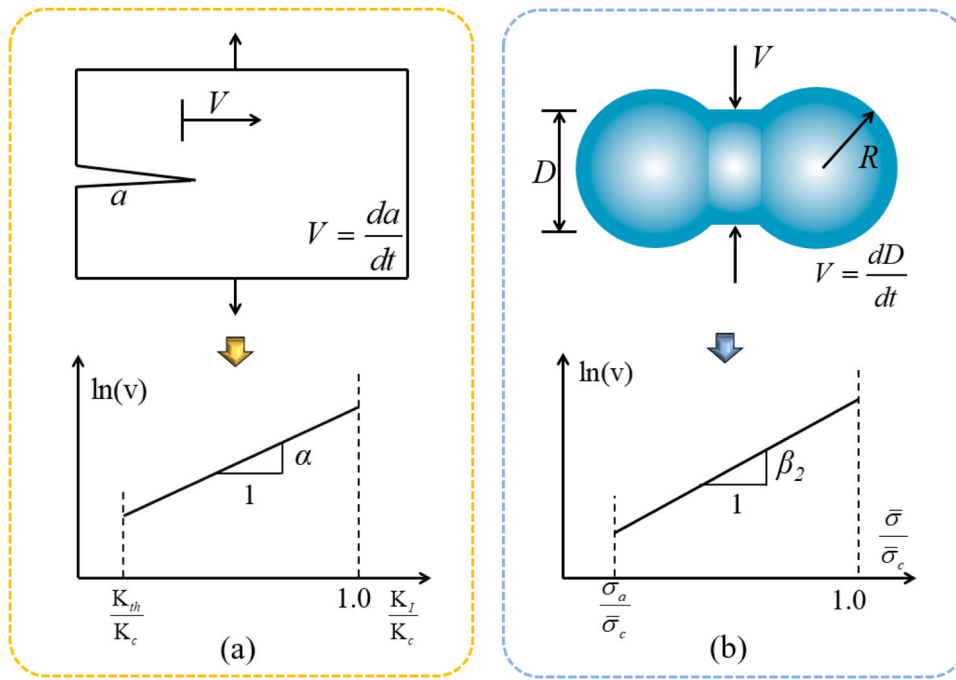 V
a
V = da/dt
ln(v)
α
1
K_th/K_c
1.0
K_I/K_c
(a)
V
D
R
V = dD/dt
ln(v)
β₂
1
σ_a/σ̄_c
1.0
σ̄/σ̄_c
(b)